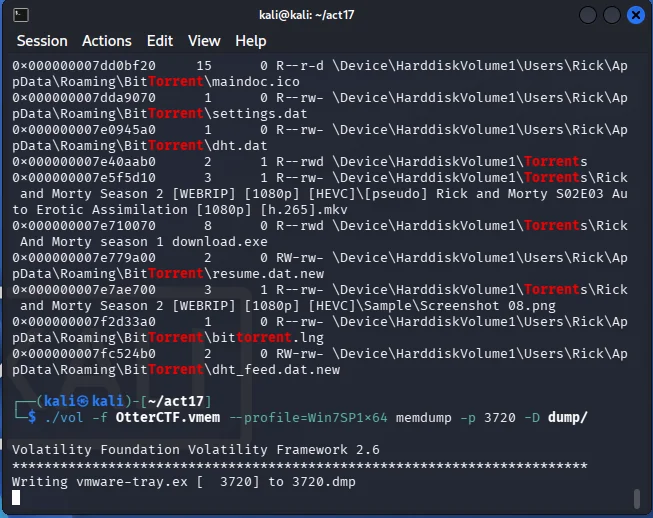 kali@kali: ~/act17
Session Actions Edit View Help
0×000000007dd0bf20 15 0 R--r-d \Device\HarddiskVolume1\Users\Rick\Ap
pData\Roaming\BitTorrent\maindoc.ico
0×000000007dda9070 1 0 R--rw- \Device\HarddiskVolume1\Users\Rick\Ap
pData\Roaming\BitTorrent\settings.dat
0×000000007e0945a0 1 0 R--rw- \Device\HarddiskVolume1\Users\Rick\Ap
pData\Roaming\BitTorrent\dht.dat
0×000000007e40aab0 2 1 R--rwd \Device\HarddiskVolume1\Torrents
0×000000007e5f5d10 3 1 R--rw- \Device\HarddiskVolume1\Torrents\Rick
and Morty Season 2 [WEBRIP] [1080p] [HEVC]\[pseudo] Rick and Morty S02E03 Au
to Erotic Assimilation [1080p] [h.265].mkv
0×000000007e710070 8 0 R--rwd \Device\HarddiskVolume1\Torrents\Rick
And Morty season 1 download.exe
0×000000007e779a00 2 0 RW-rw- \Device\HarddiskVolume1\Users\Rick\Ap
pData\Roaming\BitTorrent\resume.dat.new
0×000000007e7ae700 3 1 R--rw- \Device\HarddiskVolume1\Torrents\Rick
and Morty Season 2 [WEBRIP] [1080p] [HEVC]\Sample\Screenshot 08.png
0×000000007f2d33a0 1 0 R--rw- \Device\HarddiskVolume1\Users\Rick\Ap
pData\Roaming\BitTorrent\bittorrent.lng
0×000000007fc524b0 2 0 RW-rw- \Device\HarddiskVolume1\Users\Rick\Ap
pData\Roaming\BitTorrent\dht_feed.dat.new
┌──(kali㉿kali)-[~/act17]
└─$ ./vol -f OtterCTF.vmem --profile=Win7SP1×64 memdump -p 3720 -D dump/
Volatility Foundation Volatility Framework 2.6
************************************************************************
Writing vmware-tray.ex [ 3720] to 3720.dmp